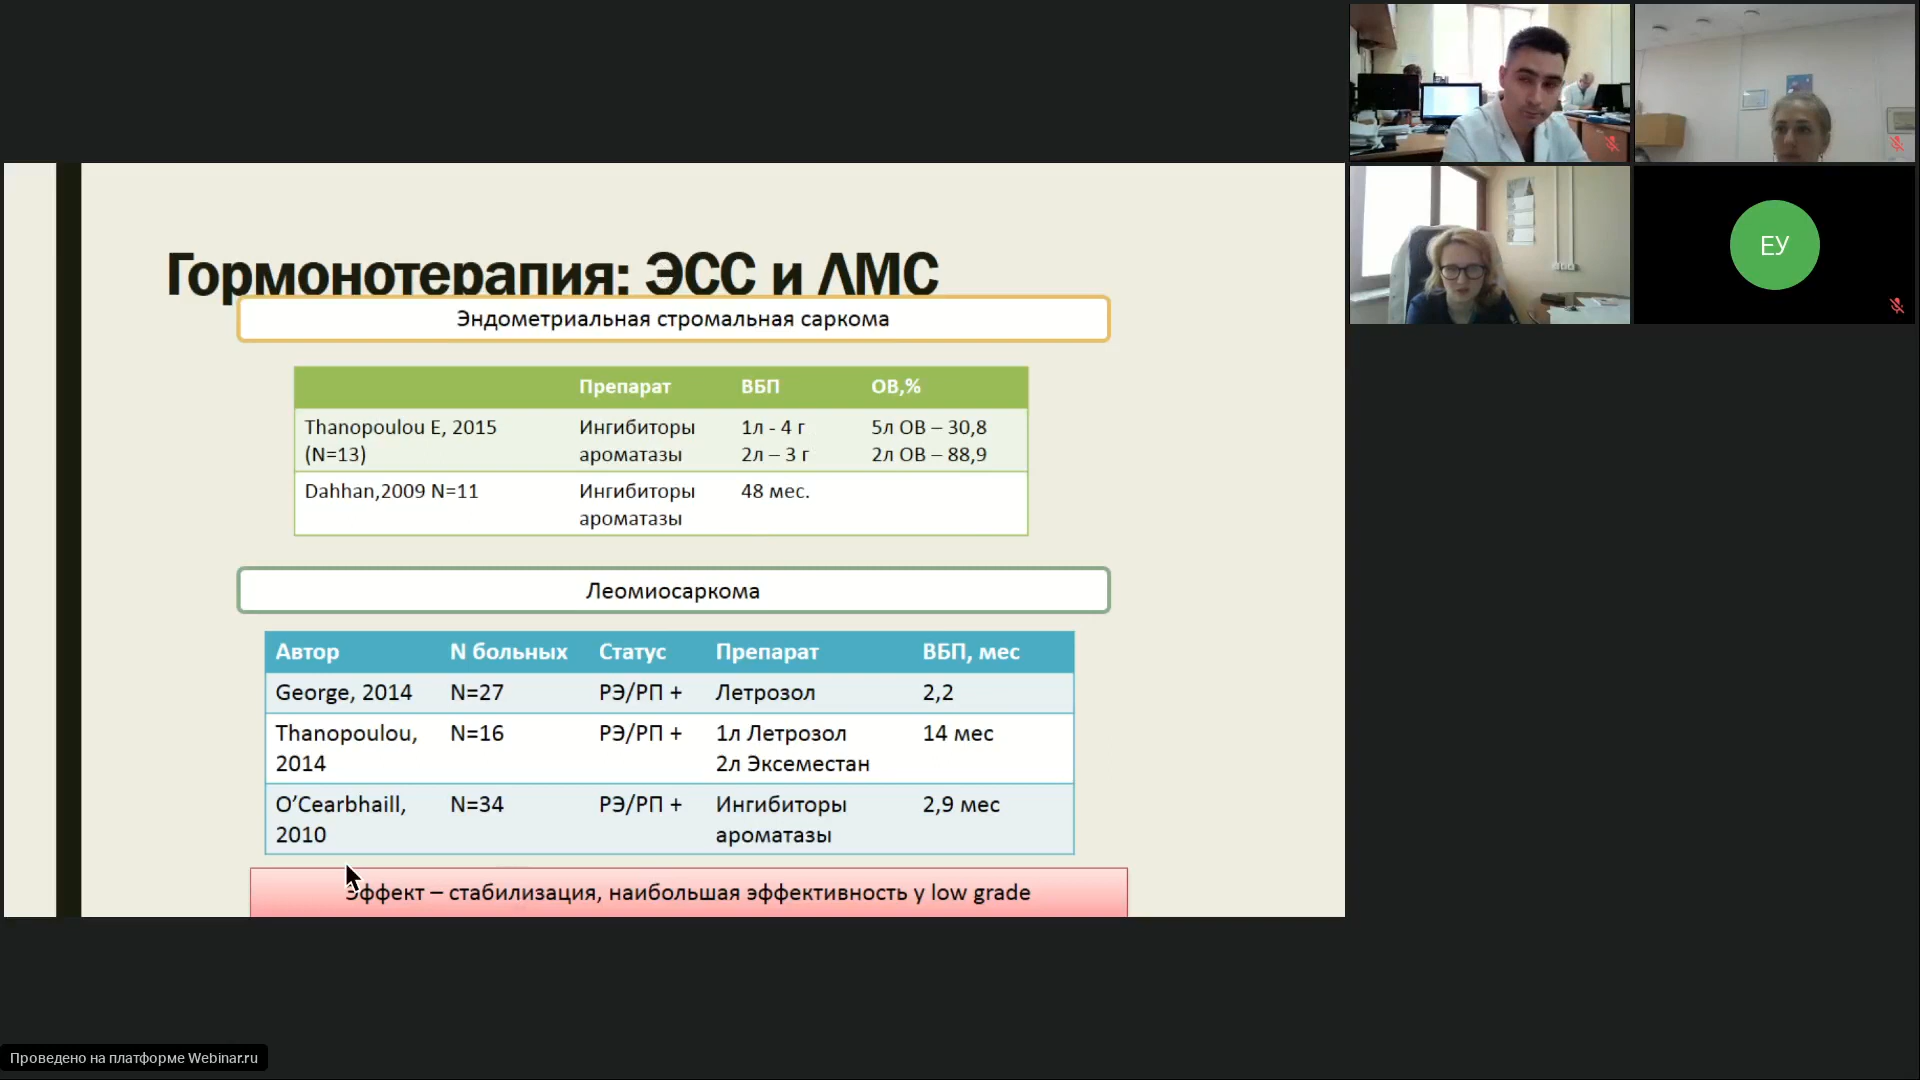 Гормонотерапия: ЭСС и ЛМС
Эндометриальная стромальная саркома
Препарат ВБП ОВ,%
Thanopoulou E, 2015 Ингибиторы 1л - 4 г 5л ОВ – 30,8
(N=13) ароматазы 2л – 3 г 2л ОВ – 88,9
Dahhan,2009 N=11 Ингибиторы 48 мес.
ароматазы
Леомиосаркома
Автор N больных Статус Препарат ВБП, мес
George, 2014 N=27 РЭ/РП + Летрозол 2,2
Thanopoulou, N=16 РЭ/РП + 1л Летрозол 14 мес
2014 2л Эксеместан
O’Cearbhaill, N=34 РЭ/РП + Ингибиторы 2,9 мес
2010 ароматазы
Эффект – стабилизация, наибольшая эффективность у low grade
ЕУ
Проведено на платформе Webinar.ru